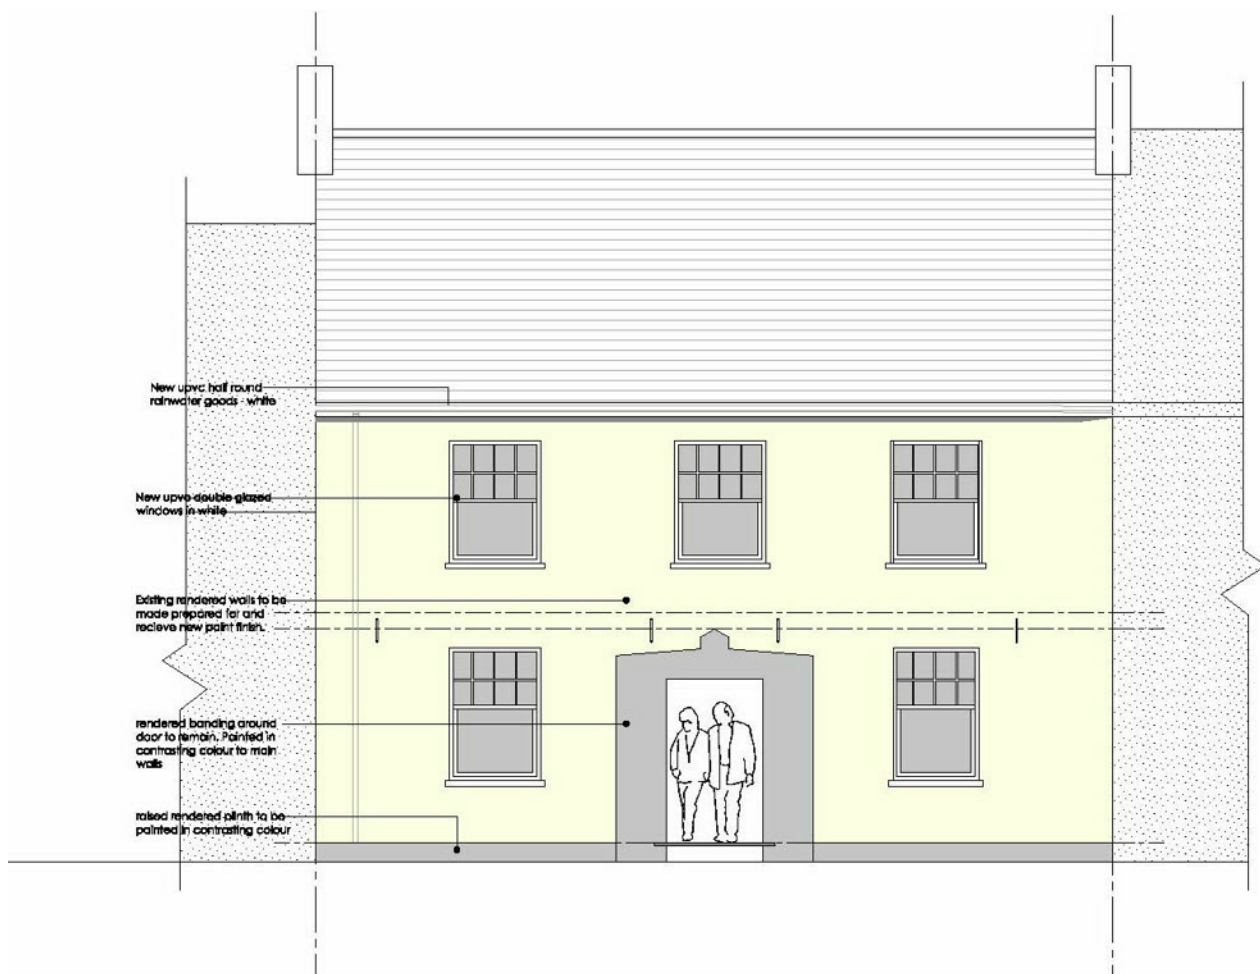 New upvc half round
rainwater goods - white
New upvc double glazed
windows in white
Existing rendered walls to be
made prepared for and
recieve new paint finish.
rendered banding around
door to remain. Painted in
contrasting colour to main
walls
raised rendered plinth to be
painted in contrasting colour